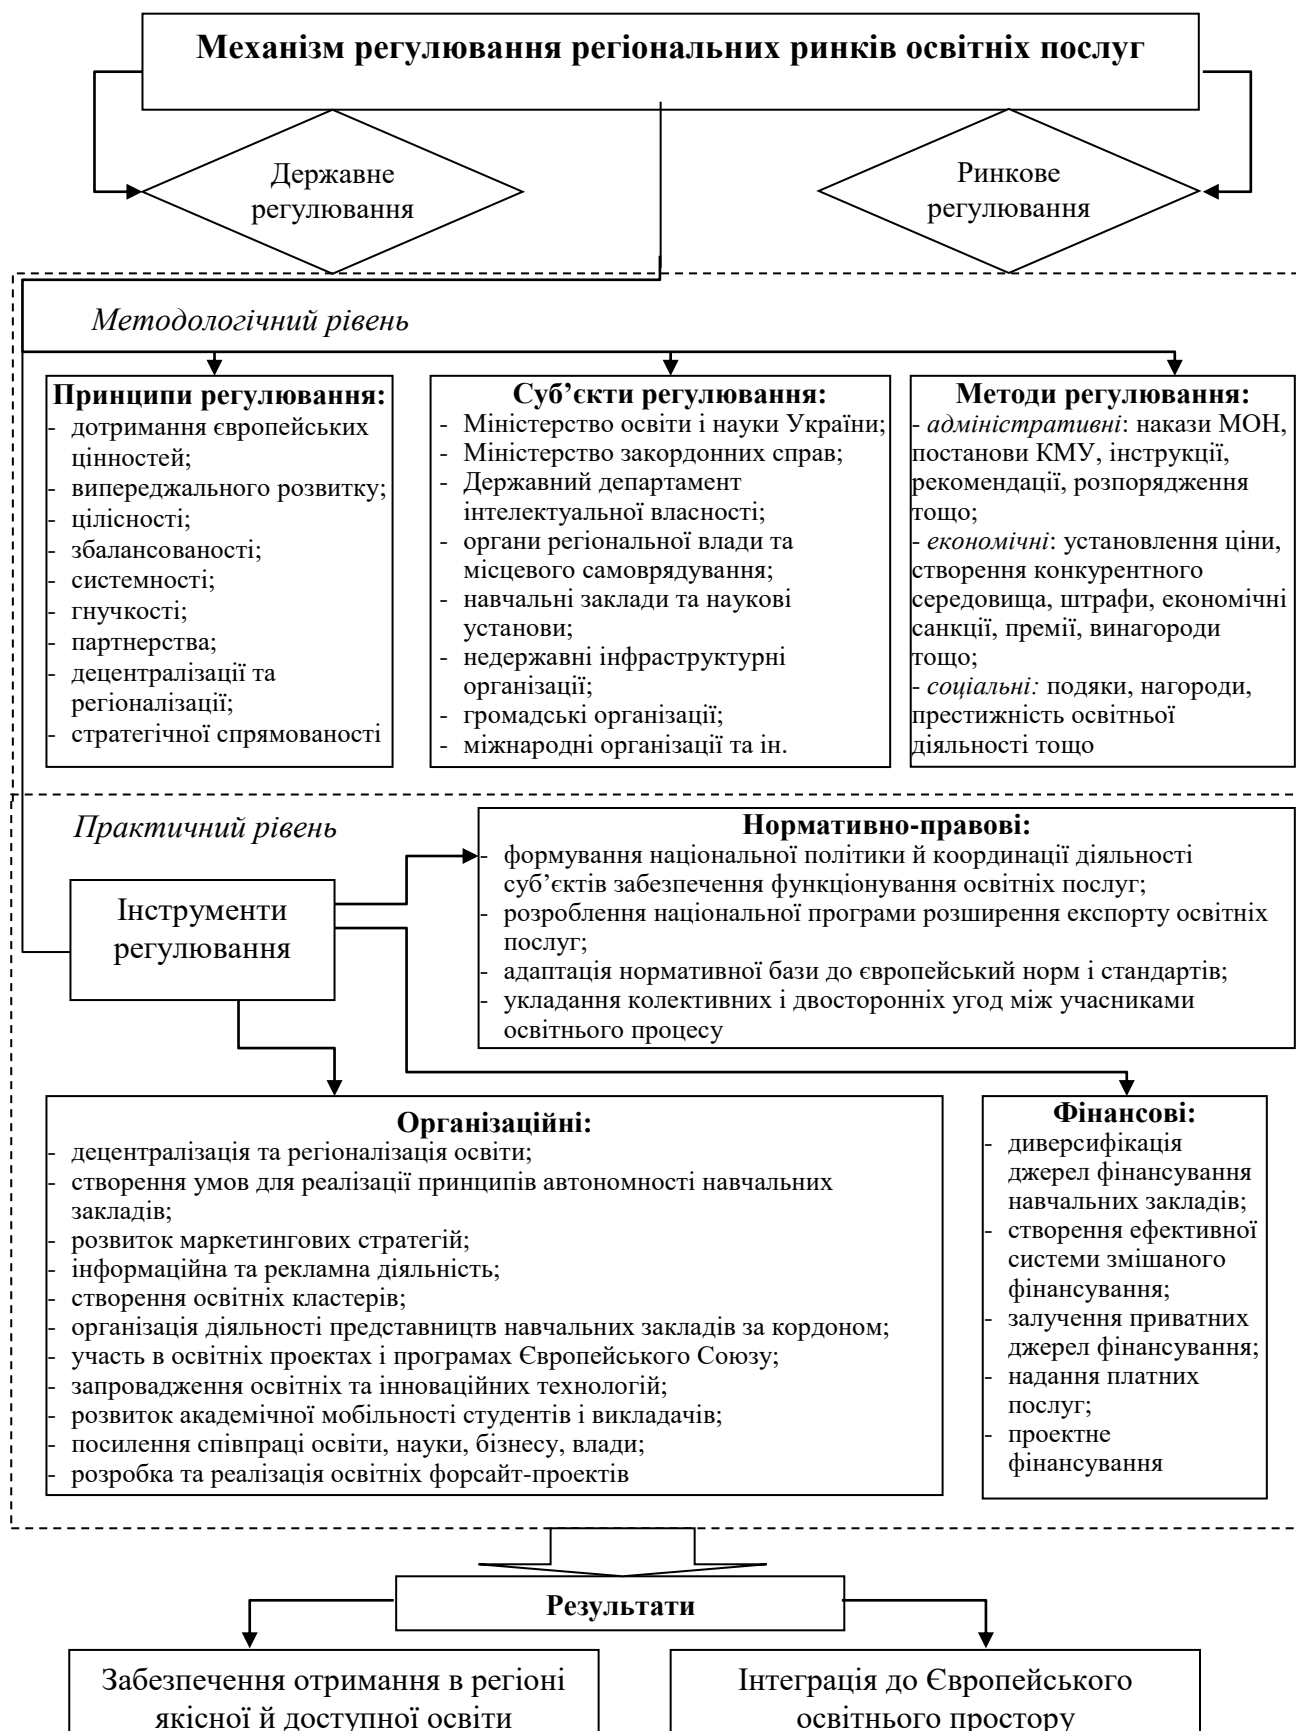 Механізм регулювання регіональних ринків освітніх послуг
Державне
регулювання
Ринкове
регулювання
Методологічний рівень
Принципи регулювання:
- дотримання європейських
цінностей;
- випереджального розвитку;
- цілісності;
- збалансованості;
- системності;
- гнучкості;
- партнерства;
- децентралізації та
регіоналізації;
- стратегічної спрямованості
Суб’єкти регулювання:
- Міністерство освіти і науки України;
- Міністерство закордонних справ;
- Державний департамент
інтелектуальної власності;
- органи регіональної влади та
місцевого самоврядування;
- навчальні заклади та наукові
установи;
- недержавні інфраструктурні
організації;
- громадські організації;
- міжнародні організації та ін.
Методи регулювання:
- адміністративні: накази МОН,
постанови КМУ, інструкції,
рекомендації, розпорядження
тощо;
- економічні: установлення ціни,
створення конкурентного
середовища, штрафи, економічні
санкції, премії, винагороди
тощо;
- соціальні: подяки, нагороди,
престижність освітньої
діяльності тощо
Практичний рівень
Інструменти
регулювання
Нормативно-правові:
- формування національної політики й координації діяльності
суб’єктів забезпечення функціонування освітніх послуг;
- розроблення національної програми розширення експорту освітніх
послуг;
- адаптація нормативної бази до європейський норм і стандартів;
- укладання колективних і двосторонніх угод між учасниками
освітнього процесу
Організаційні:
- децентралізація та регіоналізація освіти;
- створення умов для реалізації принципів автономності навчальних
закладів;
- розвиток маркетингових стратегій;
- інформаційна та рекламна діяльність;
- створення освітніх кластерів;
- організація діяльності представництв навчальних закладів за кордоном;
- участь в освітніх проектах і програмах Європейського Союзу;
- запровадження освітніх та інноваційних технологій;
- розвиток академічної мобільності студентів і викладачів;
- посилення співпраці освіти, науки, бізнесу, влади;
- розробка та реалізація освітніх форсайт-проектів
Фінансові:
- диверсифікація
джерел фінансування
навчальних закладів;
- створення ефективної
системи змішаного
фінансування;
- залучення приватних
джерел фінансування;
- надання платних
послуг;
- проектне
фінансування
Результати
Забезпечення отримання в регіоні
якісної й доступної освіти
Інтеграція до Європейського
освітнього простору